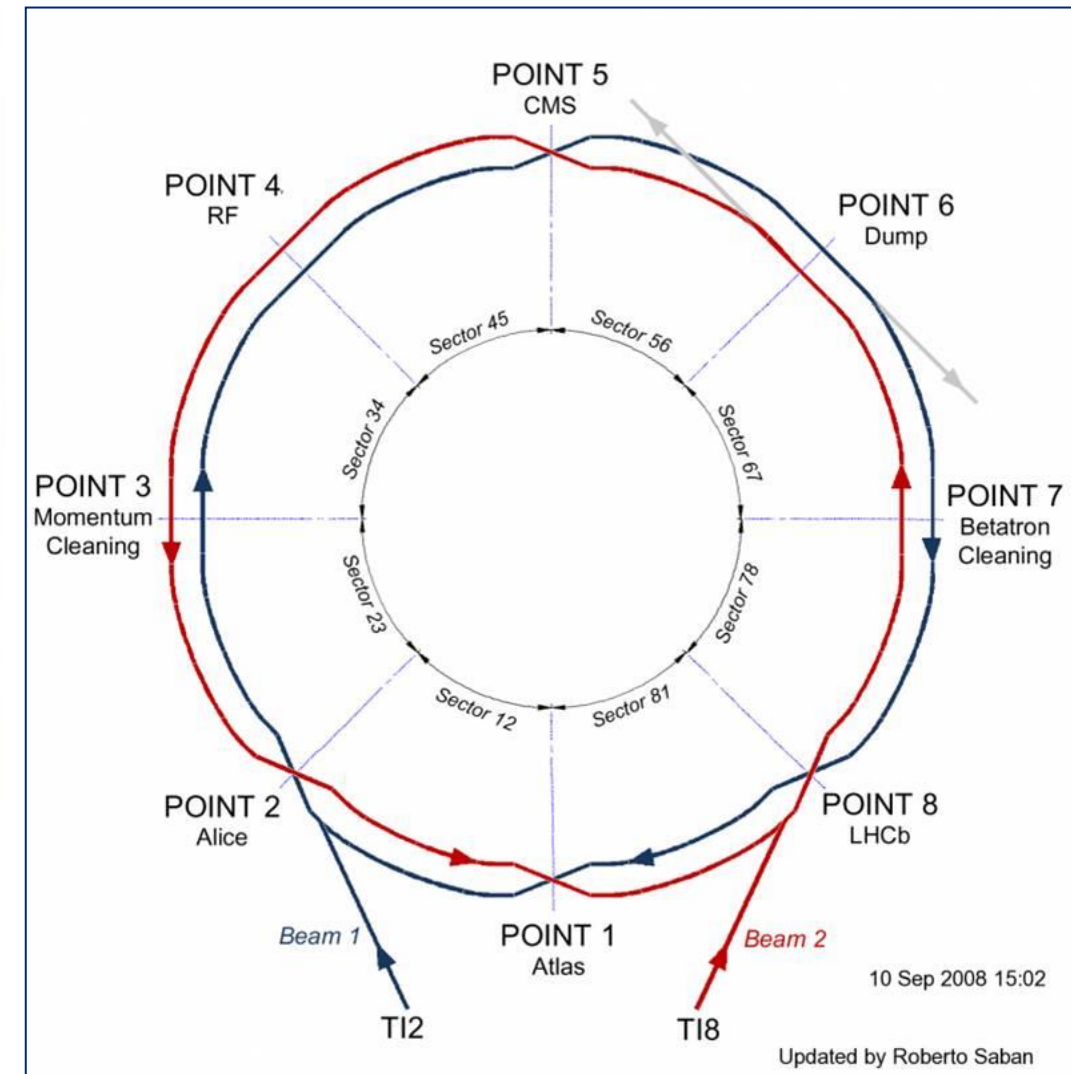 POINT 5
CMS
POINT 4.
RF
POINT 6
Dump
Sector 45
Sector 56
Sector 34
Sector 67
POINT 3
Momentum
Cleaning
POINT 7
Betatron
Cleaning
Sector 23
Sector 78
Sector 12
Sector 81
POINT 2
Alice
POINT 8
LHCb
Beam 1
POINT 1
Atlas
Beam 2
10 Sep 2008 15:02
TI2
TI8
Updated by Roberto Saban